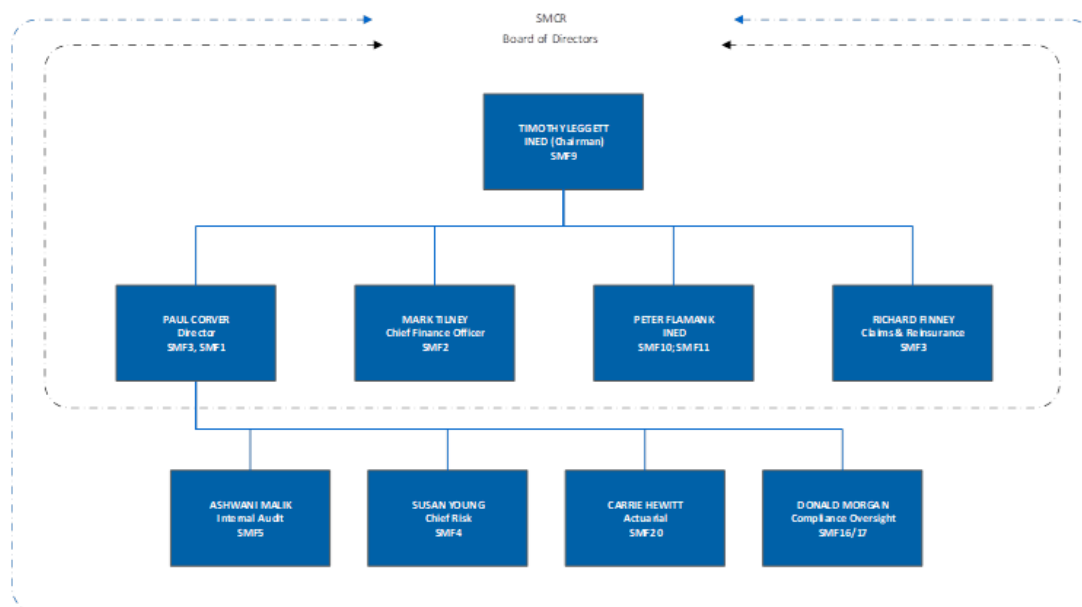 SMCR
Board of Directors
TIMOTHY LEGGETT
INED (Chairman)
SMF9
PAUL CORVER
Director
SMF3, SMF1
MARK TILNEY
Chief Finance Officer
SMF2
PETER FLAMANK
INED
SMF10; SMF11
RICHARD FINNEY
Claims & Reinsurance
SMF3
ASHWANI MALIK
Internal Audit
SMF5
SUSAN YOUNG
Chief Risk
SMF4
CARRIE HEWITT
Actuarial
SMF20
DONALD MORGAN
Compliance Oversight
SMF16/17